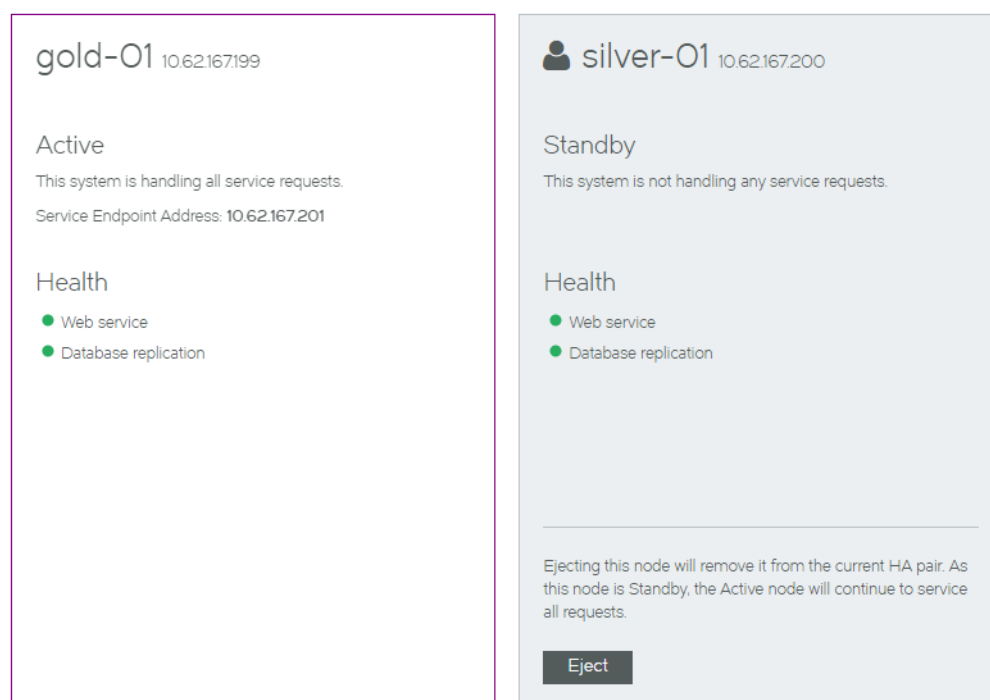 gold-01 10.62.167.199
Active
This system is handling all service requests.
Service Endpoint Address: 10.62.167.201
Health
Web service
Database replication
silver-01 10.62.167.200
Standby
This system is not handling any service requests.
Health
Web service
Database replication
Ejecting this node will remove it from the current HA pair. As
this node is Standby, the Active node will continue to service
all requests.
Eject